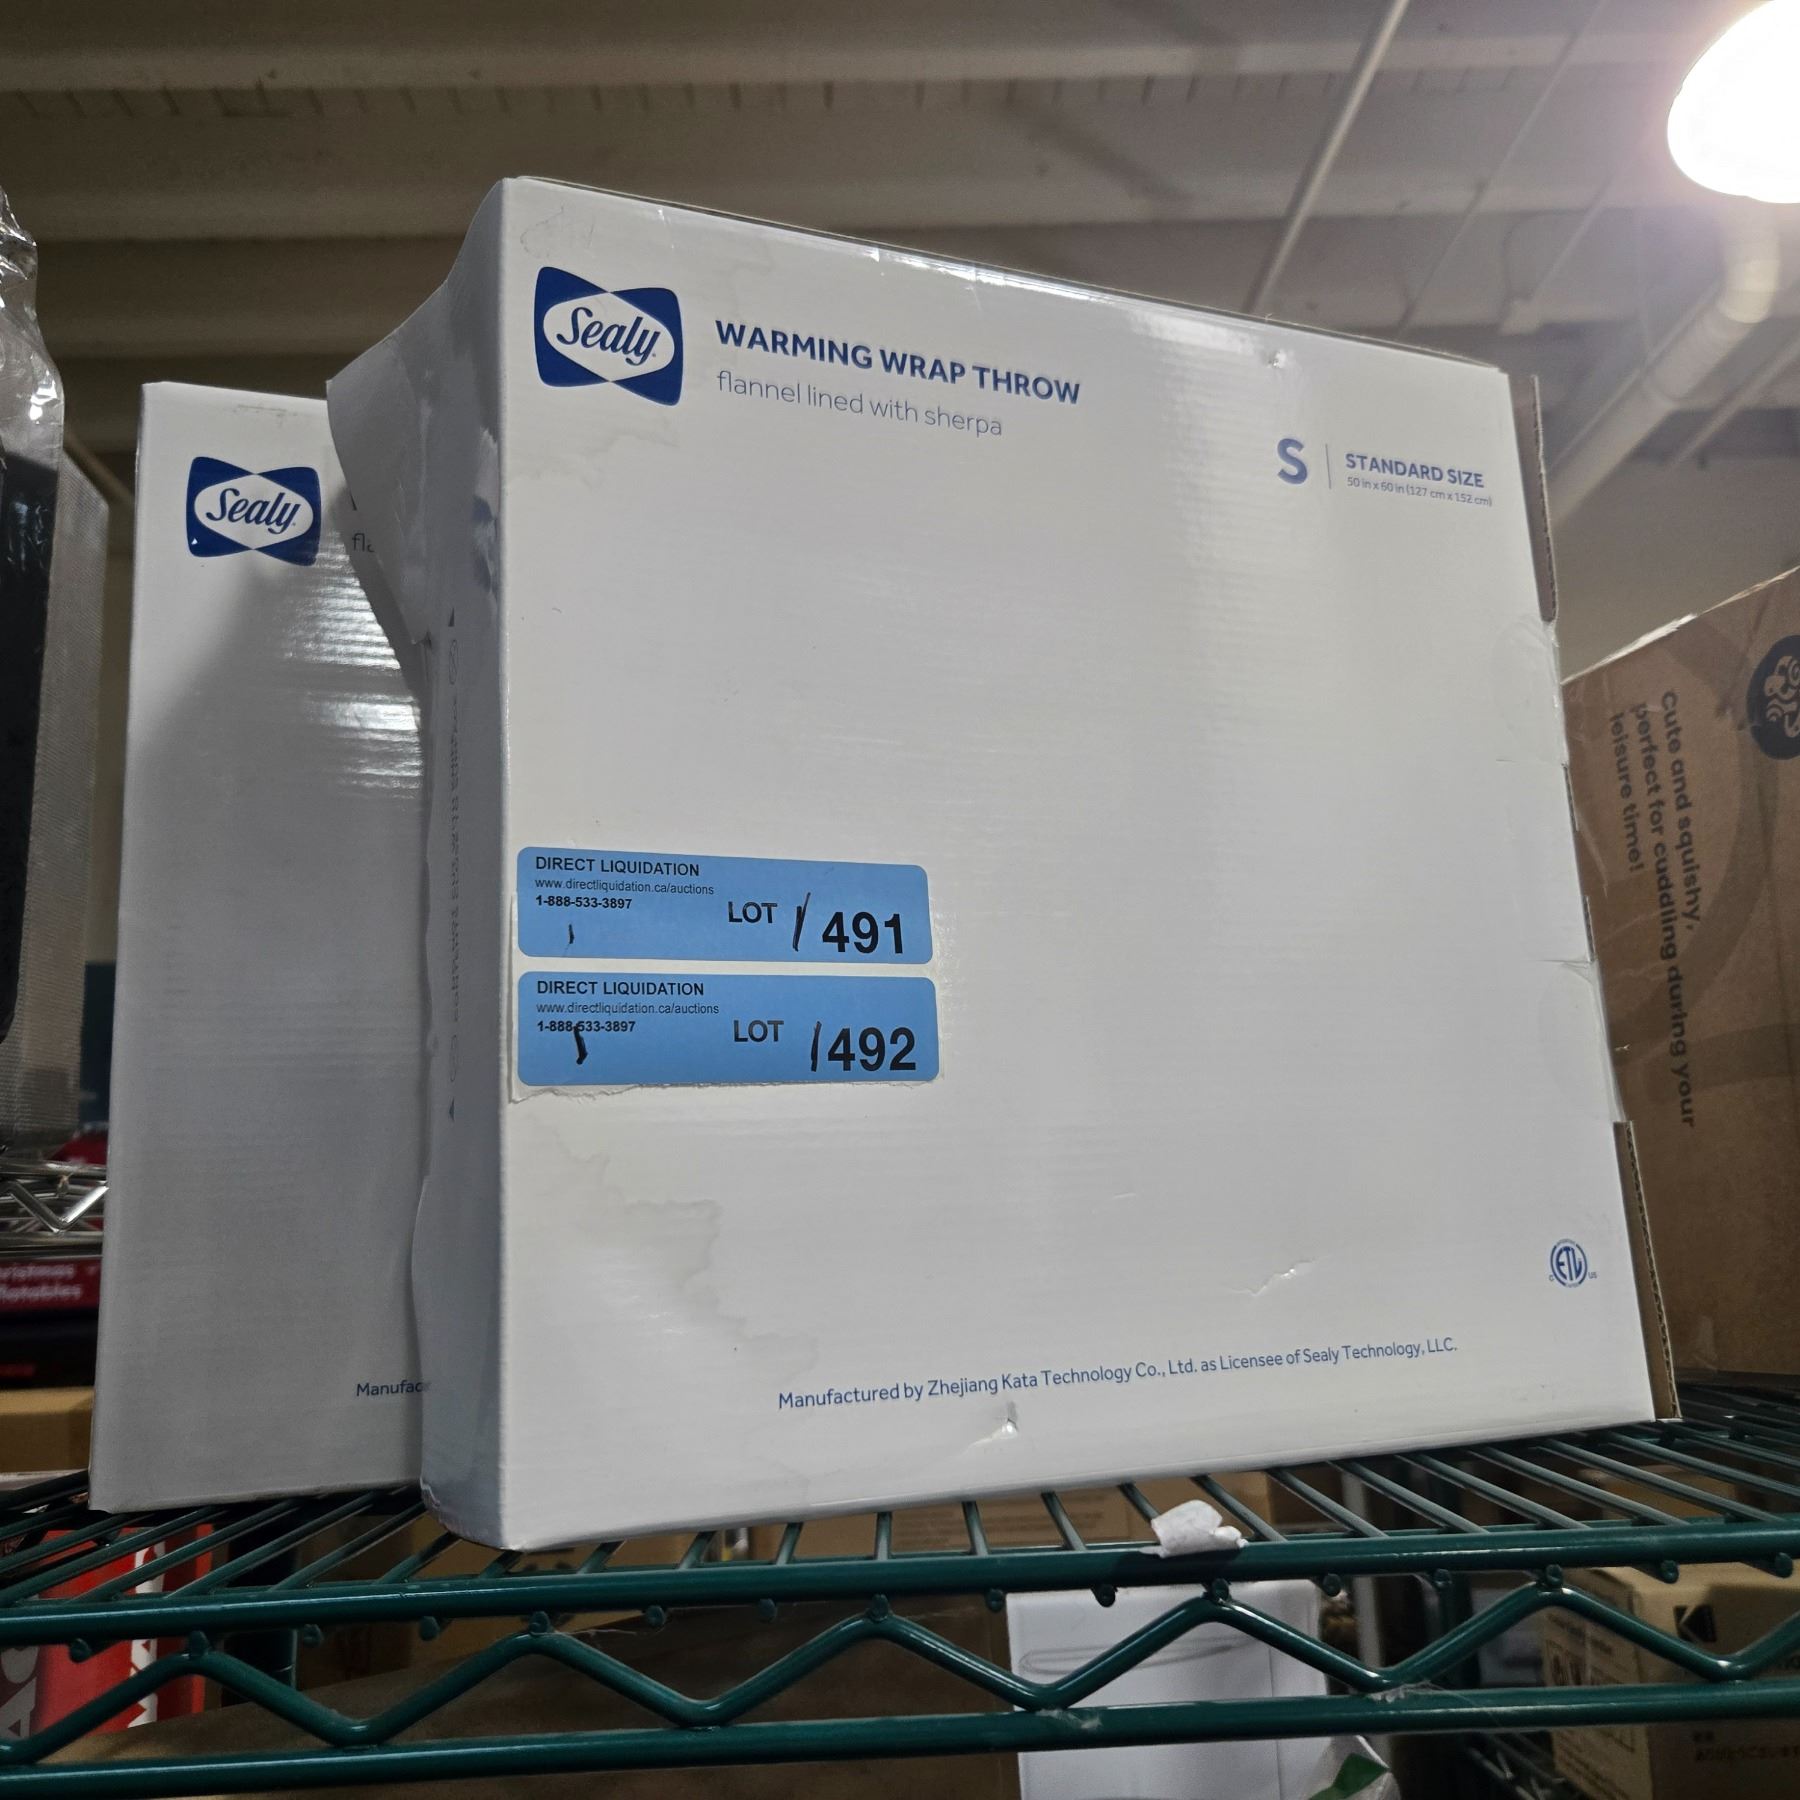 Sealy
WARMING WRAP THROW
flannel lined with sherpa
S
STANDARD SIZE
50 in x 60 in (127 cm x 152 cm)
Sealy
DIRECT LIQUIDATION
www.directliquidation.ca/auctions
1-888-533-3897
LOT / 491
DIRECT LIQUIDATION
www.directliquidation.ca/auctions
1-888-533-3897
LOT /492
ETL
C
US
Manufactured by Zhejiang Kata Technology Co., Ltd. as Licensee of Sealy Technology, LLC.
Manufac
Cute and squishy,
perfect for cuddling during your
leisure time!